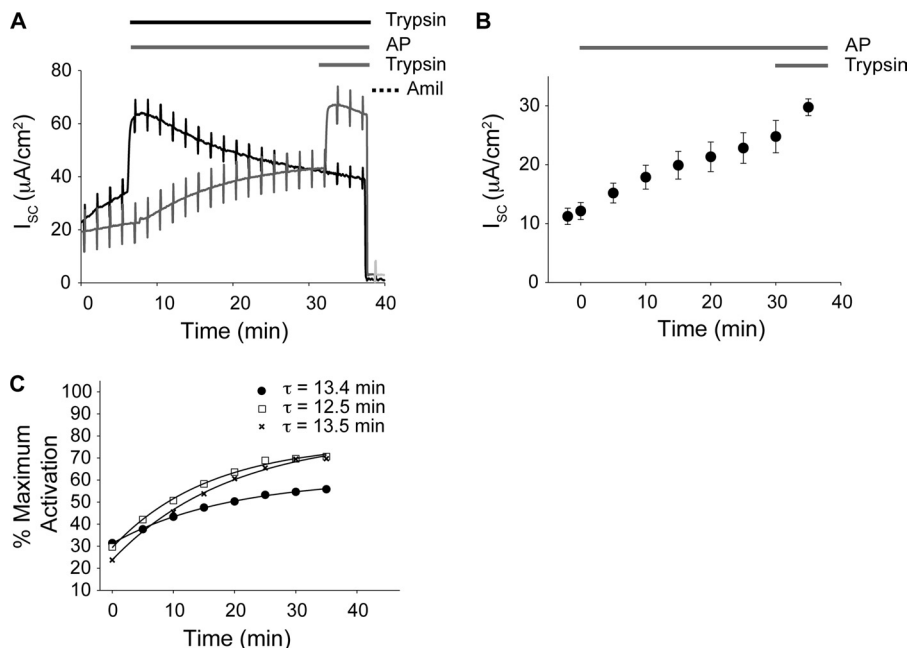 A
Trypsin
AP
Trypsin
Amil
80
60
40
20
0
I_SC (μA/cm²)
0 10 20 30 40
Time (min)
B
AP
Trypsin
30
20
10
0
I_SC (μA/cm²)
0 10 20 30 40
Time (min)
C
τ = 13.4 min
τ = 12.5 min
τ = 13.5 min
100
90
80
70
60
50
40
30
20
10
% Maximum
Activation
0 10 20 30 40
Time (min)